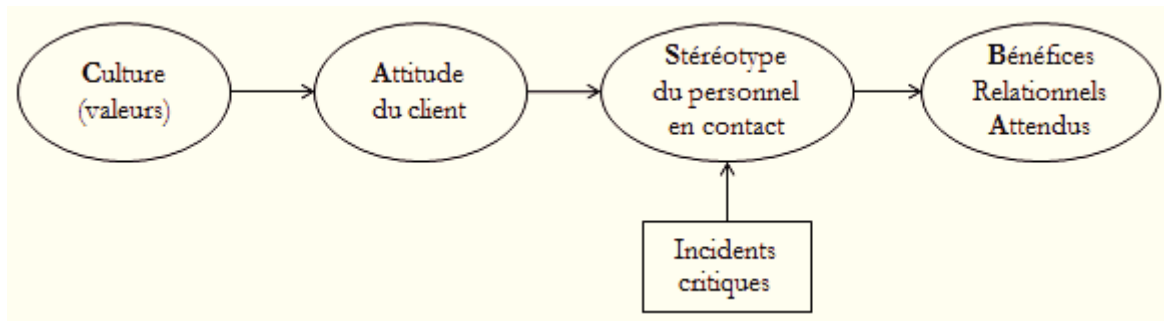 Culture
(valeurs)
Attitude
du client
Stéréotype
du personnel
en contact
Bénéfices
Relationnels
Attendus
Incidents
critiques